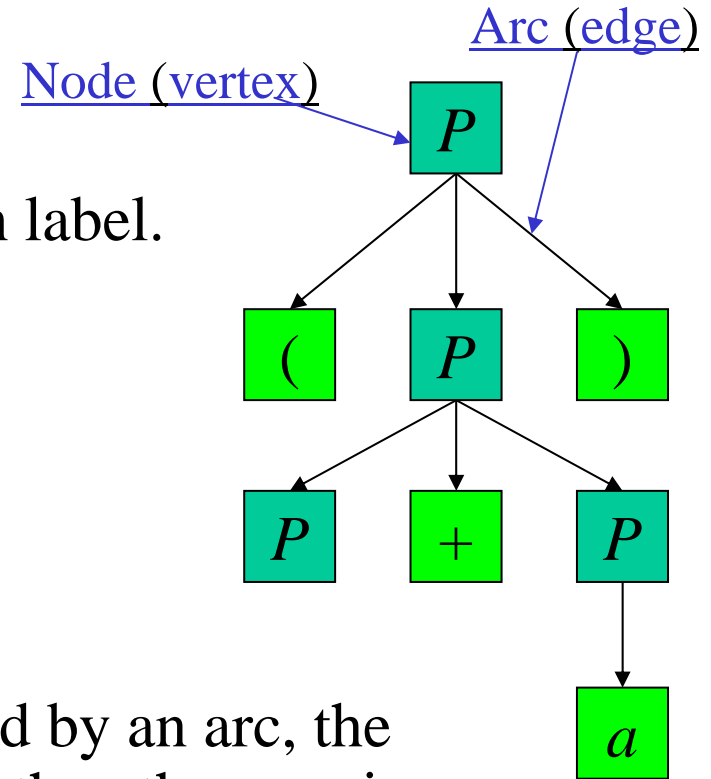 Arc (edge)
Node (vertex)
P
label.
( P )
P + P
d by an arc, the
a